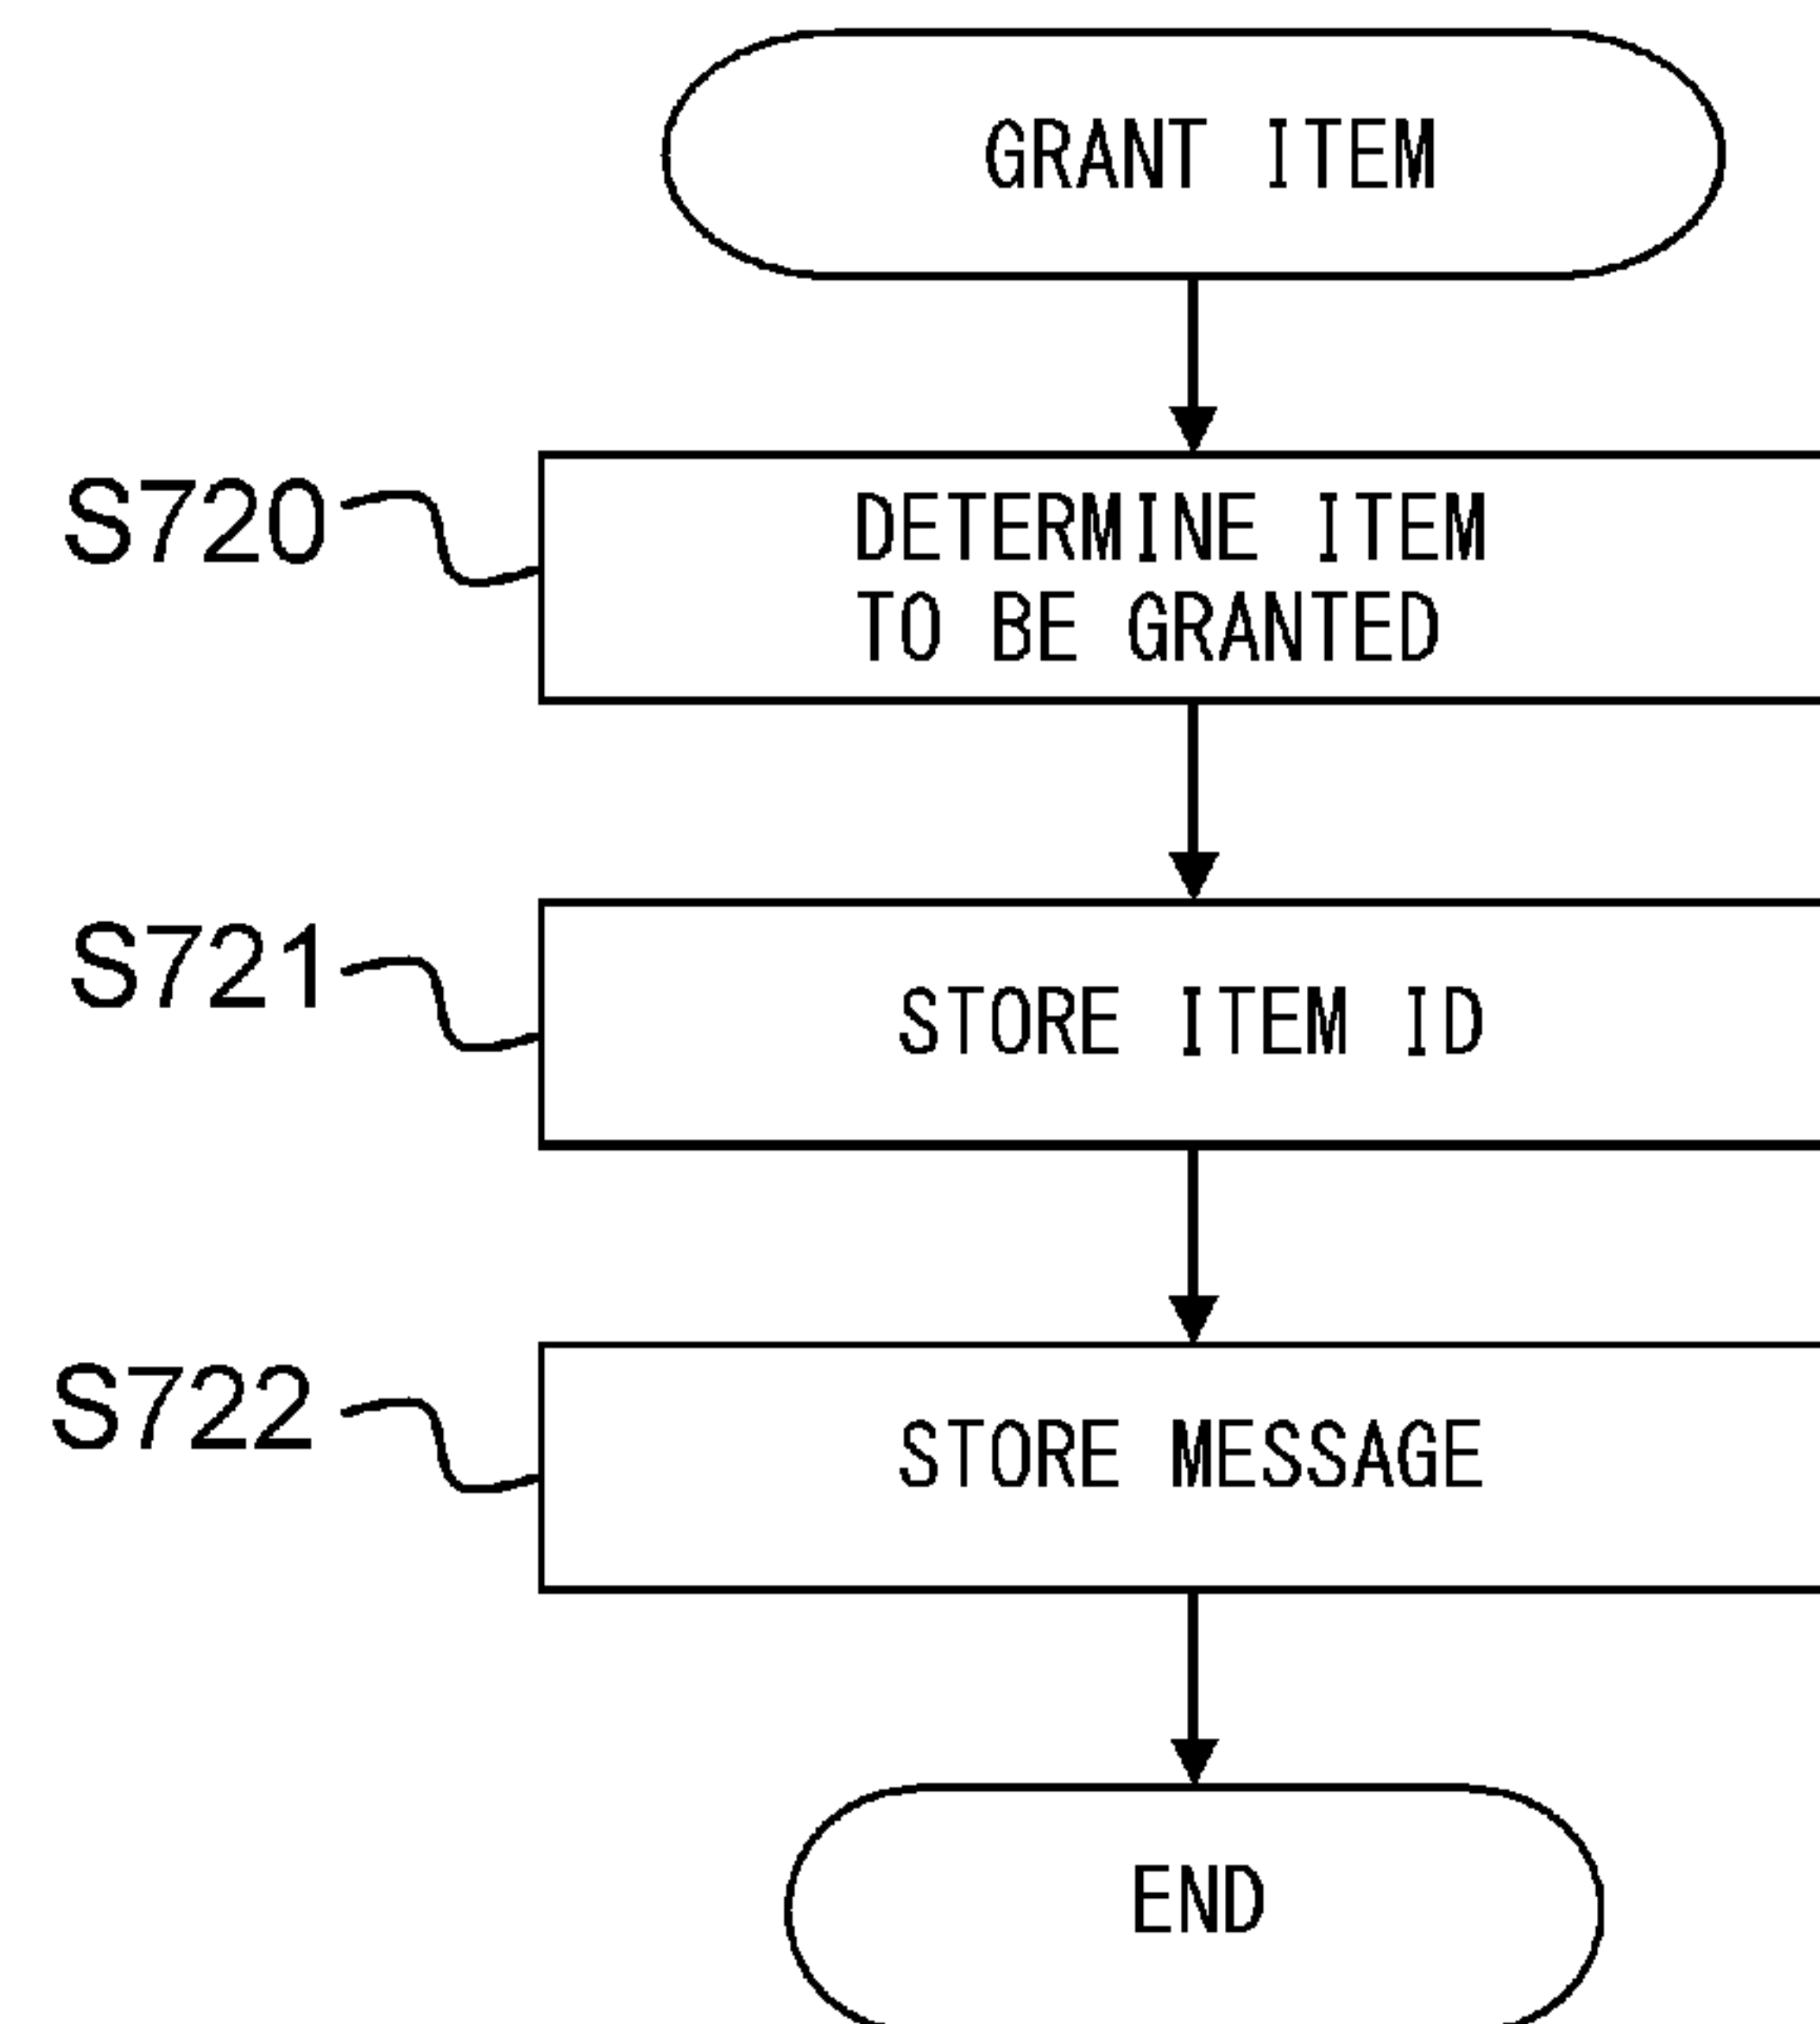 GRANT ITEM
S720
DETERMINE ITEM
TO BE GRANTED
S721
STORE ITEM ID
S722
STORE MESSAGE
END